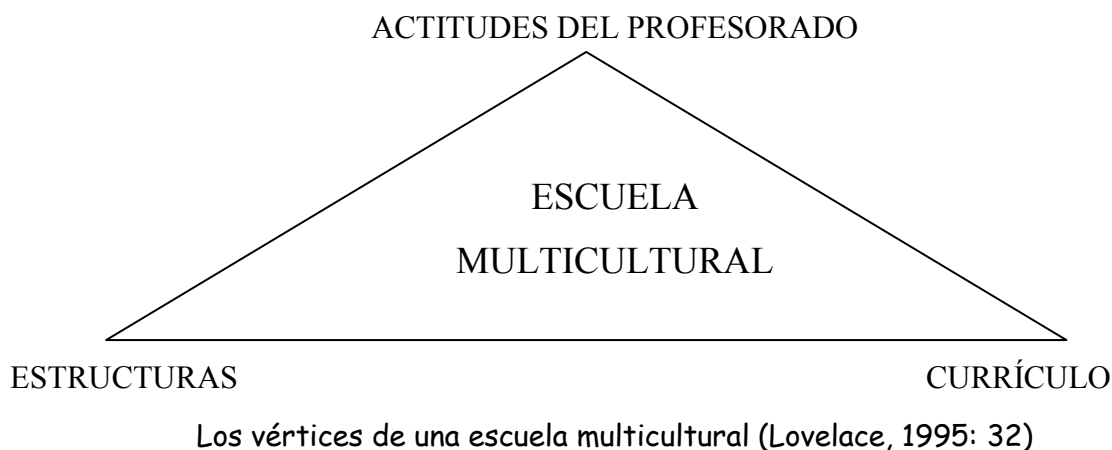 ACTITUDES DEL PROFESORADO
ESCUELA
MULTICULTURAL
ESTRUCTURAS
CURRÍCULO
Los vértices de una escuela multicultural (Lovelace, 1995: 32)